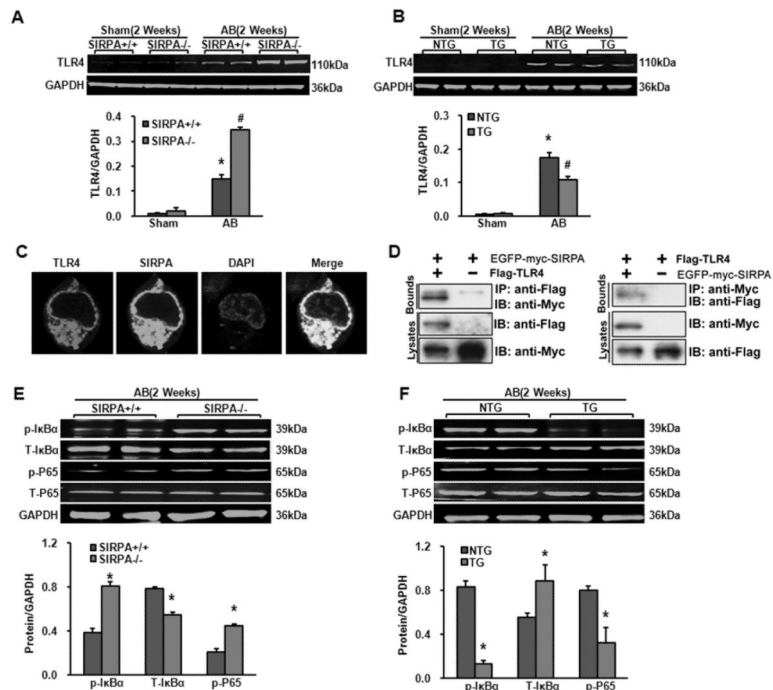 A
Sham(2 Weeks) AB(2 Weeks)
SIRPA+/+ SIRPA-/- SIRPA+/+ SIRPA-/-
TLR4 110kDa
GAPDH 36kDa
TLR4/GAPDH
0.4
0.3
0.2
0.1
0.0
SIRPA+/+
SIRPA-/-
*
#
Sham AB
B
Sham(2 Weeks) AB(2 Weeks)
NTG TG NTG TG
TLR4 110kDa
GAPDH 36kDa
TLR4/GAPDH
0.3
0.2
0.1
0.0
NTG
TG
*
#
Sham AB
C
TLR4 SIRPA DAPI Merge
D
+ + EGFP-myc-SIRPA
+ − Flag-TLR4
Bounds
IP: anti-Flag
IB: anti-Myc
Lysates
IB: anti-Flag
IB: anti-Myc
+ + Flag-TLR4
+ − EGFP-myc-SIRPA
Bounds
IP: anti-Myc
IB: anti-Flag
Lysates
IB: anti-Myc
IB: anti-Flag
E
AB(2 Weeks)
SIRPA+/+ SIRPA-/-
p-IκBα 39kDa
T-IκBα 39kDa
p-P65 65kDa
T-P65 65kDa
GAPDH 36kDa
Protein/GAPDH
1.2
0.8
0.4
0.0
SIRPA+/+
SIRPA-/-
* * *
p-IκBα T-IκBα p-P65
F
AB(2 Weeks)
NTG TG
p-IκBα 39kDa
T-IκBα 39kDa
p-P65 65kDa
T-P65 65kDa
GAPDH 36kDa
Protein/GAPDH
1.2
0.8
0.4
0.0
NTG
TG
* * *
p-IκBα T-IκBα p-P65